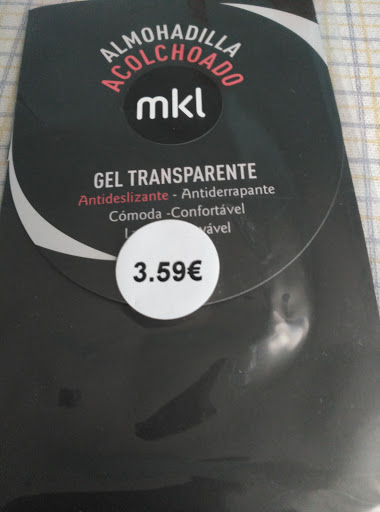 ALMOHADILLA
ACOLCHOADO
mkl
GEL TRANSPARENTE
Antideslizante - Antiderrapante
Cómoda -Confortável
3.59€